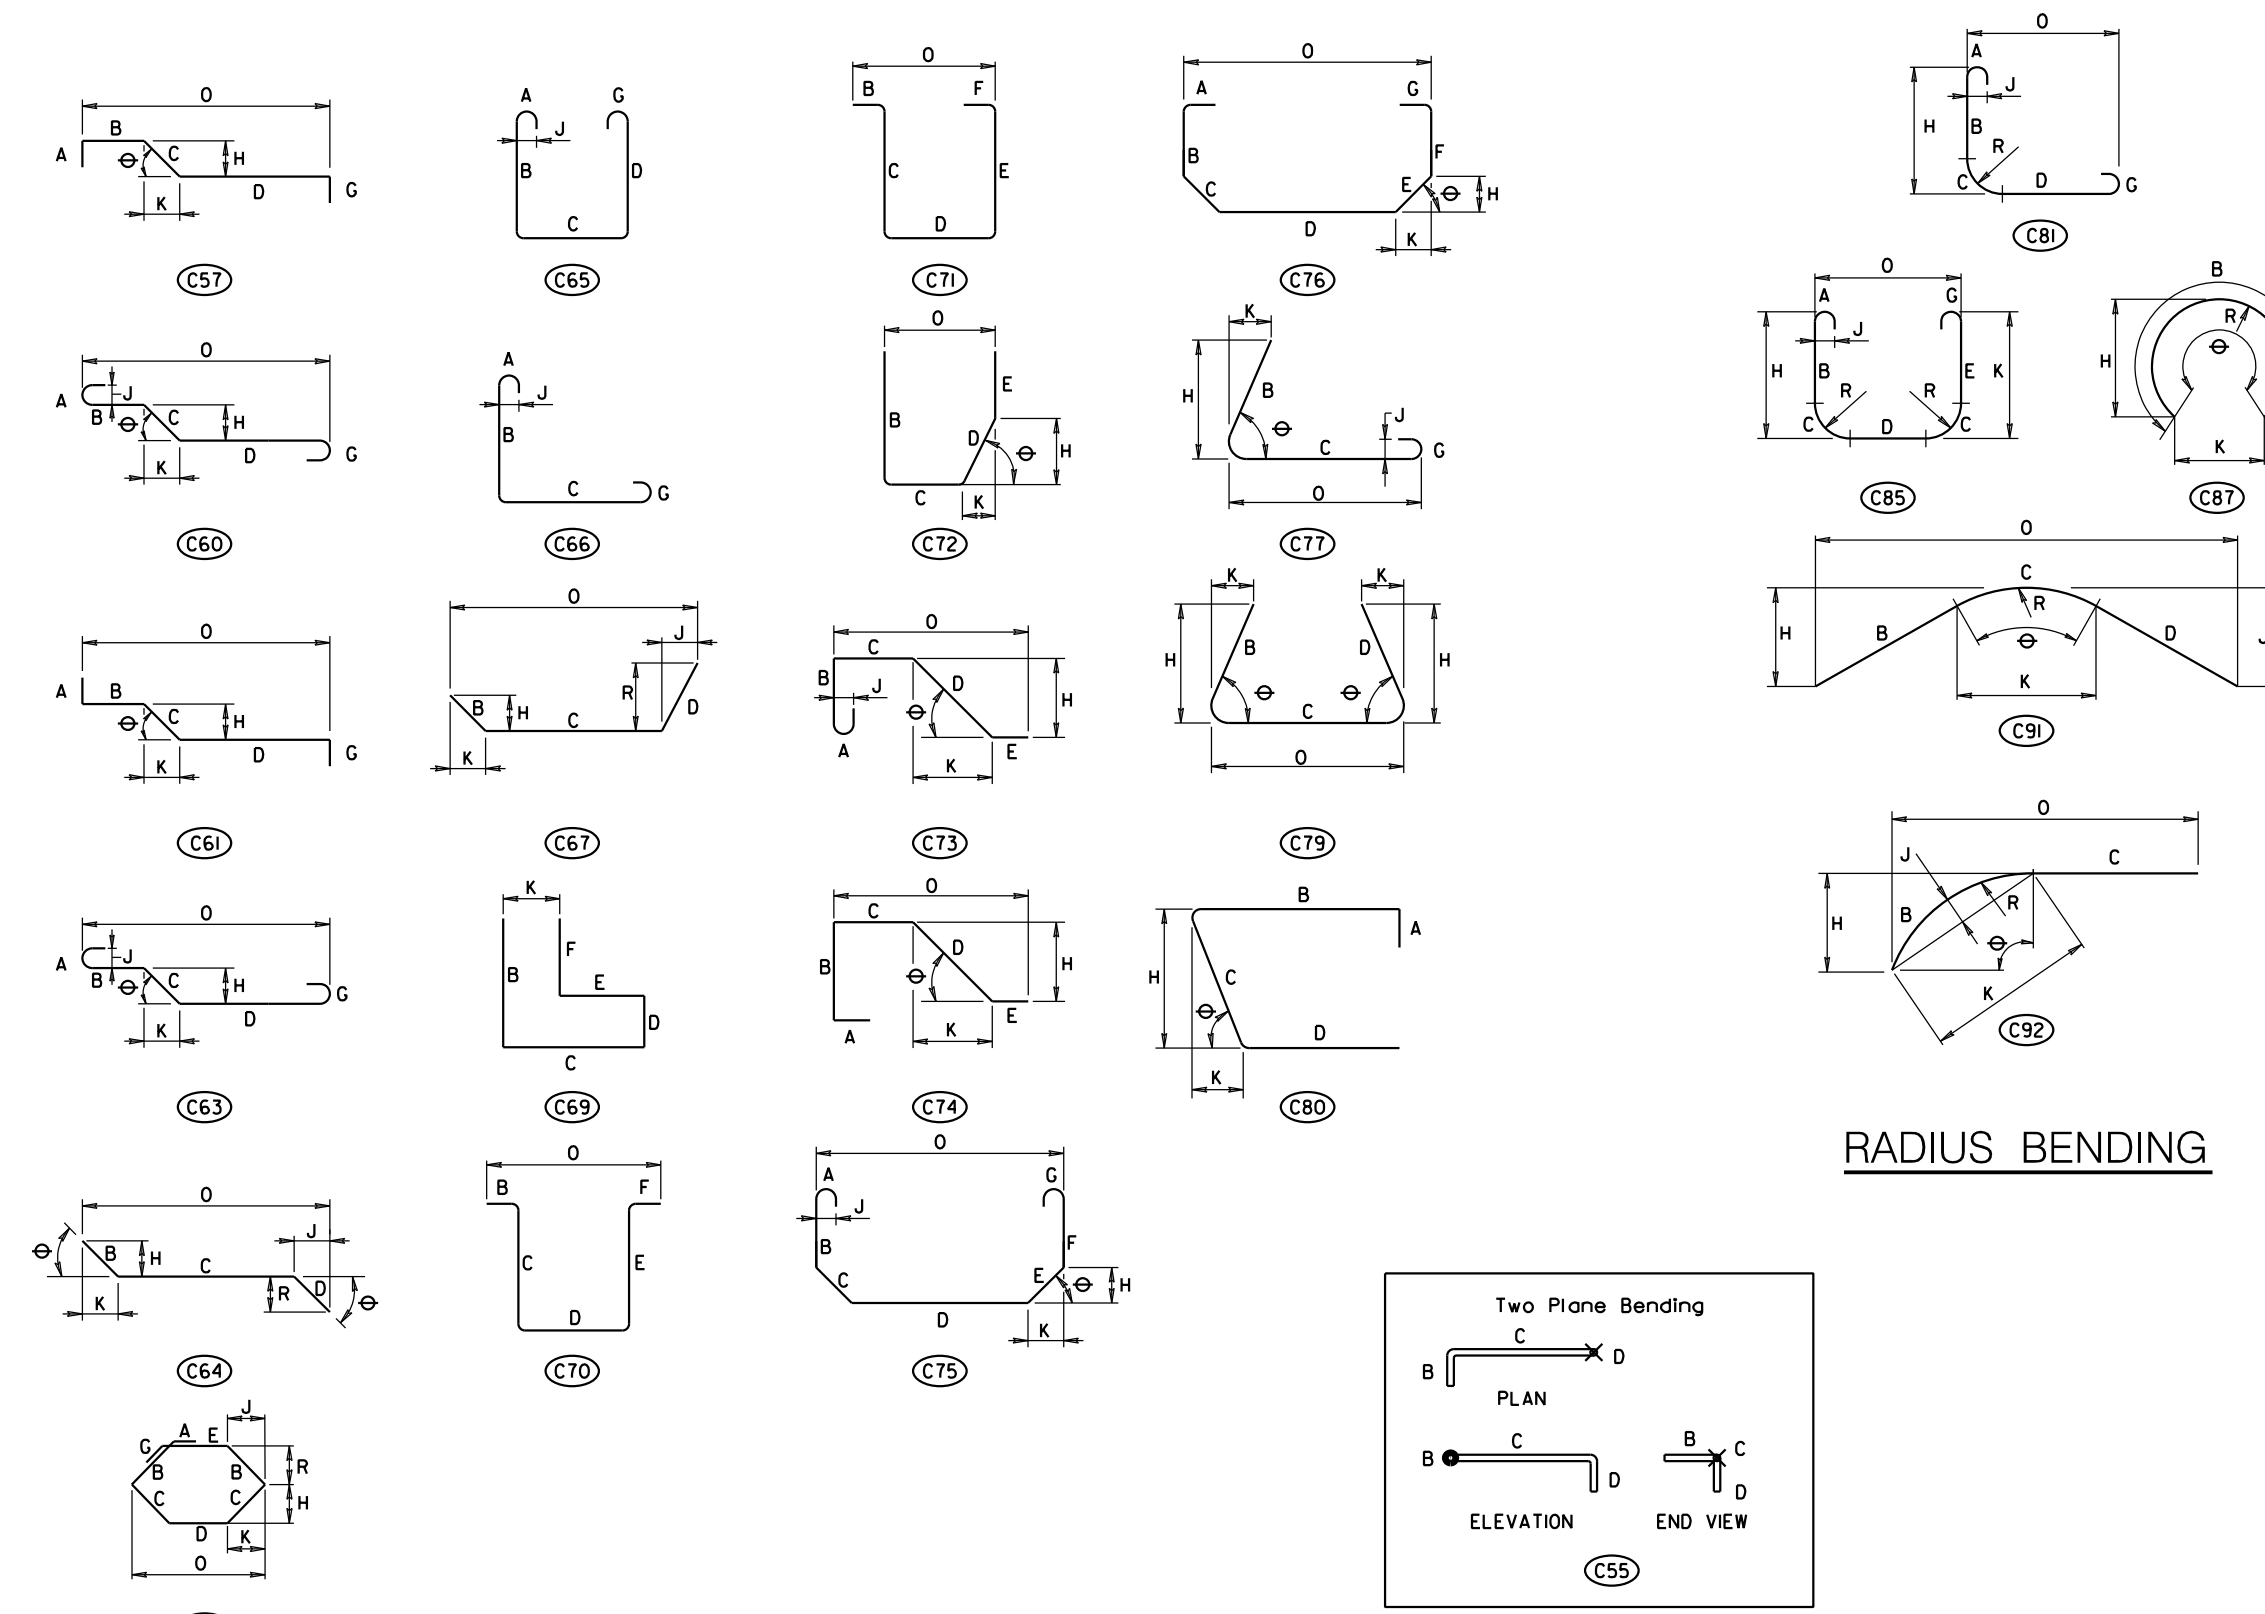 O
B
A
C
H
D
G
K
C57
A
G
J
B
D
C
C65
O
B
F
C
E
D
C71
O
A
G
B
F
C
E
H
D
K
C76
O
A
J
H
B
R
C
D
G
C81
O
A
J
B
C
H
D
G
K
C60
A
J
B
C
G
C66
O
E
B
D
H
C
K
C72
K
B
H
J
C
G
O
C77
O
A
G
J
H
B
E
K
R
R
C
D
C
C85
B
R
H
K
C87
O
A
B
C
H
D
G
K
C61
O
J
R
B
H
C
D
K
C67
O
C
B
J
D
H
A
K
E
C73
K
K
B
D
H
H
C
O
C79
O
C
R
H
B
D
K
C91
O
A
J
B
C
H
D
G
K
C63
K
F
B
E
D
C
C69
O
C
B
D
H
A
K
E
C74
B
A
H
C
D
K
C80
O
J
C
B
R
H
K
C92
RADIUS BENDING
O
J
B
H
C
R
D
K
C64
O
B
F
C
E
D
C70
O
A
G
J
B
F
C
E
H
D
K
C75
J
A
E
G
B
B
R
C
C
H
D
K
O
Two Plane Bending
C
B
D
PLAN
C
B
D
ELEVATION
B
C
D
END VIEW
C55